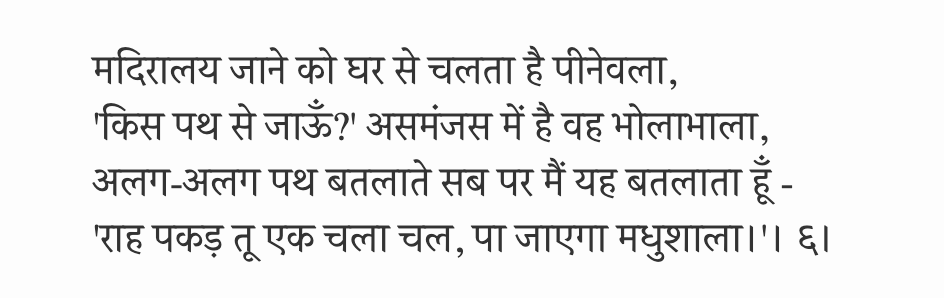 मदिरालय जाने को घर से चलता है पीनेवला,
'किस पथ से जाऊँ?' असमंजस में है वह भोलाभाला,
अलग-अलग पथ बतलाते सब पर मैं यह बतलाता हूँ -
'राह पकड़ तू एक चला चल, पा जाएगा मधुशाला।'। ६।